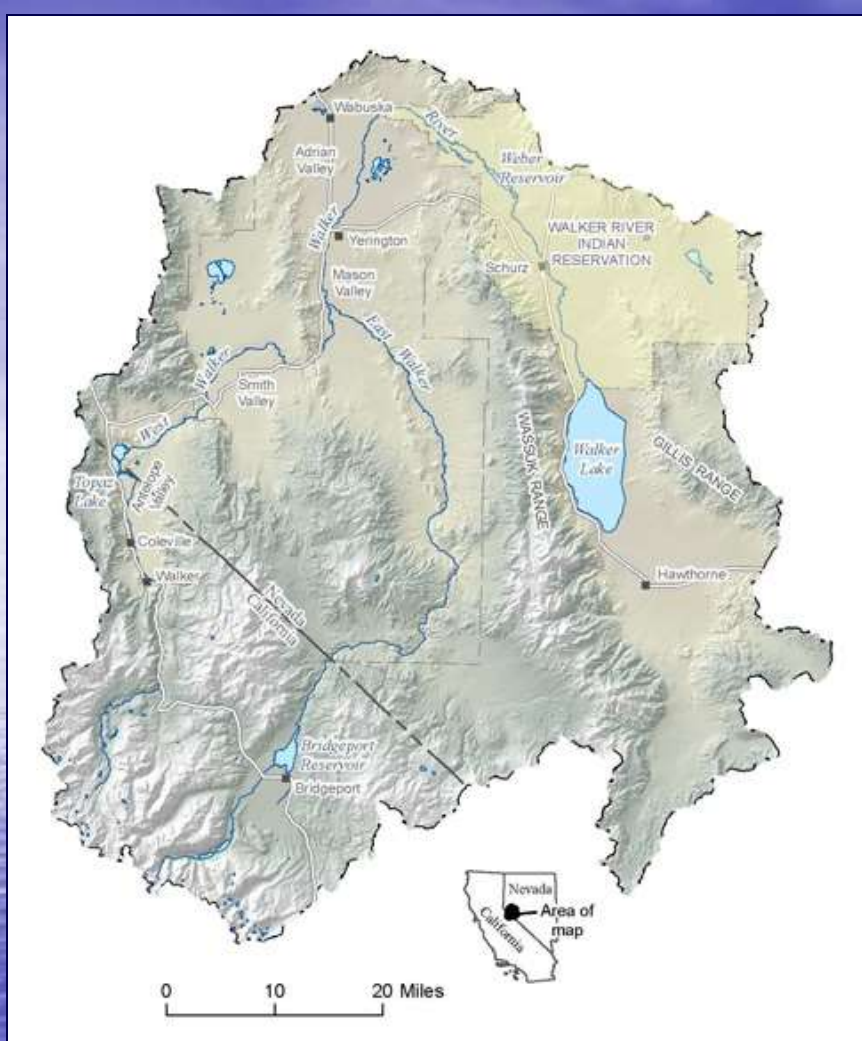 Wabuska
River
Adrian
Valley
Weber
Reservoir
Walker
WALKER RIVER
INDIAN
RESERVATION
Yerington
Schurz
Mason
Valley
East Walker
Walker
Smith
Valley
West
WASSUK RANGE
Walker
Lake
GILLIS RANGE
Topaz
Lake
Antelope
Valley
Coleville
Walker
Hawthorne
Nevada
California
Bridgeport
Reservoir
Bridgeport
Nevada
California
Area of
map
0 10 20 Miles